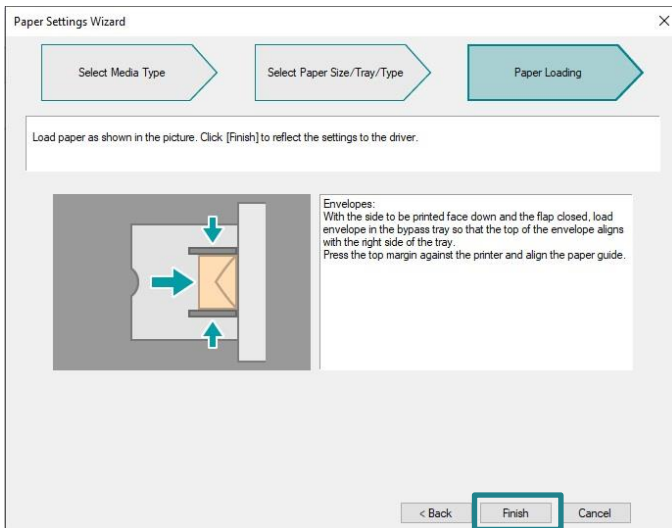 Paper Settings Wizard
Select Media Type
Select Paper Size/Tray/Type
Paper Loading
Load paper as shown in the picture. Click [Finish] to reflect the settings to the driver.
Envelopes:
With the side to be printed face down and the flap closed, load
envelope in the bypass tray so that the top of the envelope aligns
with the right side of the tray.
Press the top margin against the printer and align the paper guide.
< Back
Finish
Cancel